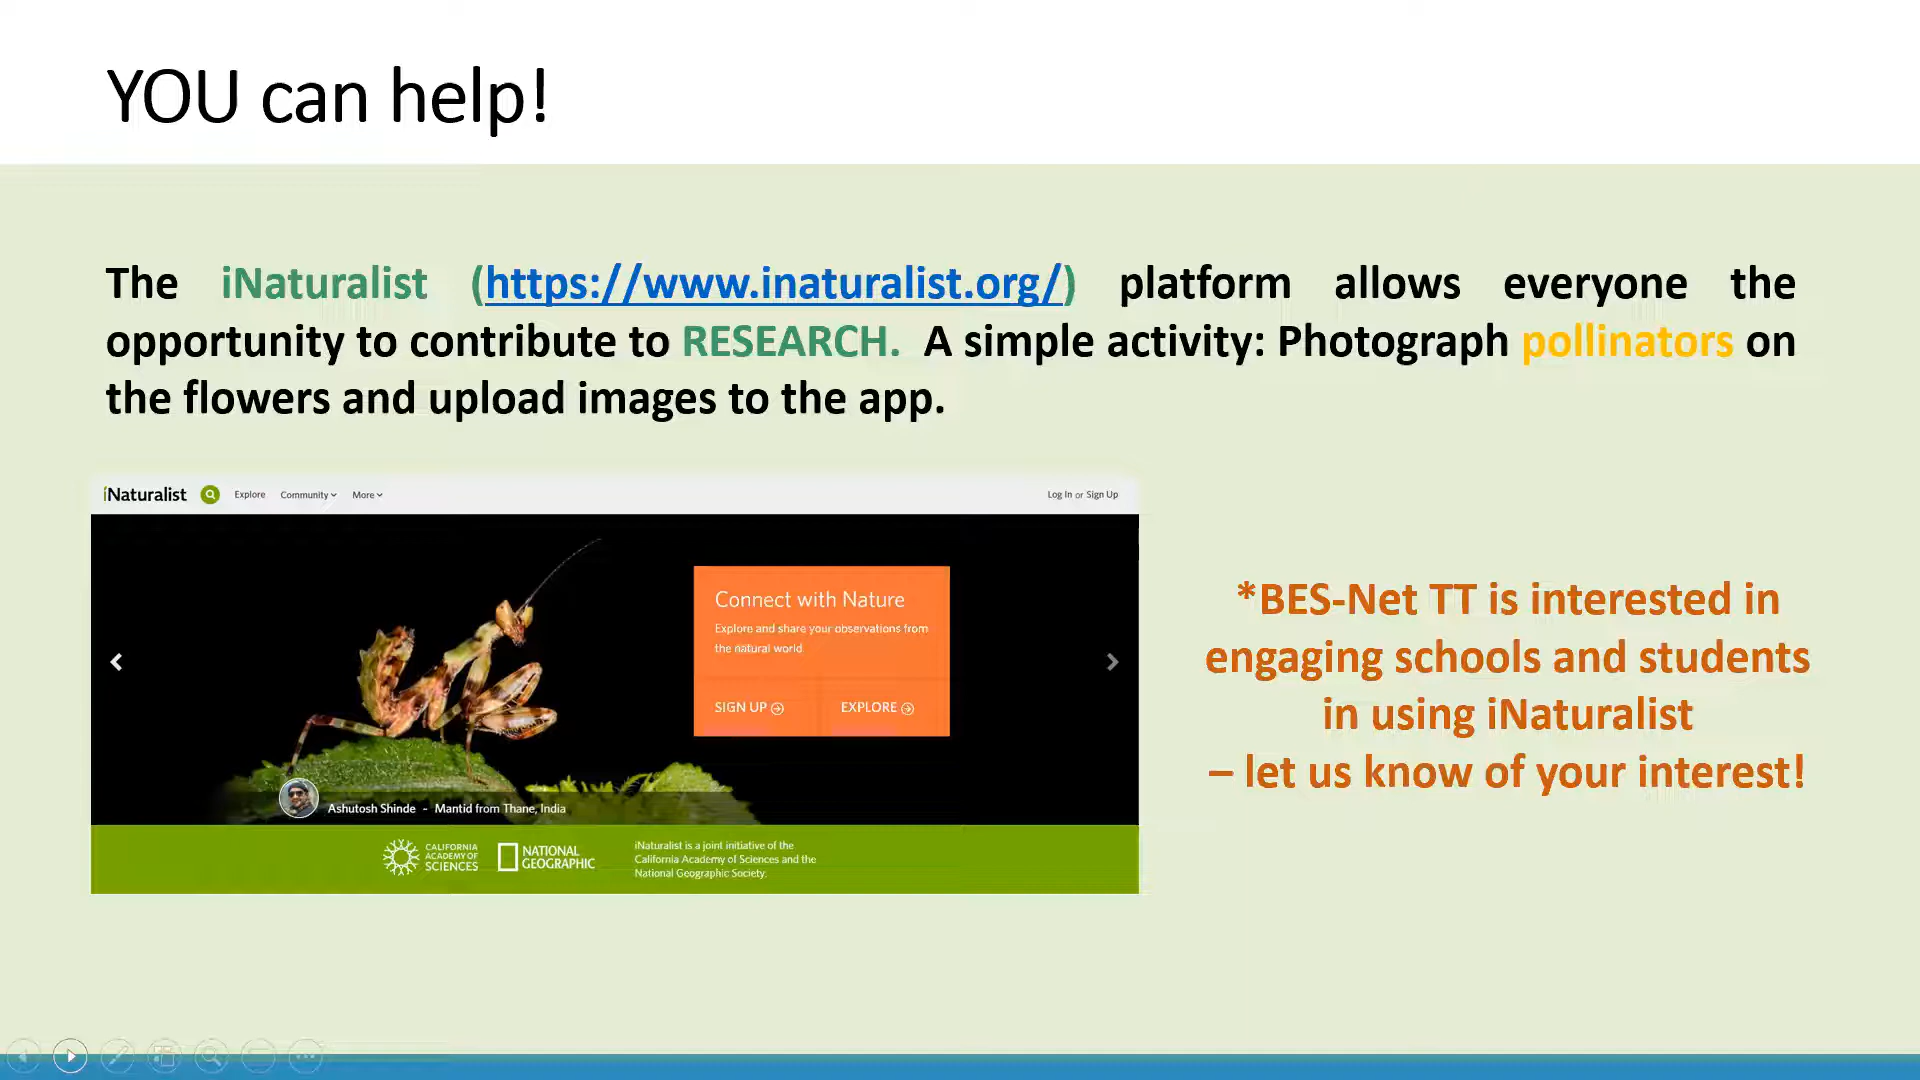 YOU can help!
The iNaturalist (https://www.inaturalist.org/) platform allows everyone the
opportunity to contribute to RESEARCH. A simple activity: Photograph pollinators on
the flowers and upload images to the app.
iNaturalist Explore Community More Log In or Sign Up
Connect with Nature
Explore and share your observations from
the natural world.
SIGN UP EXPLORE
Ashutosh Shinde - Mantid from Thane, India
CALIFORNIA
ACADEMY OF
SCIENCES
NATIONAL
GEOGRAPHIC
iNaturalist is a joint initiative of the
California Academy of Sciences and the
National Geographic Society.
*BES-Net TT is interested in
engaging schools and students
in using iNaturalist
– let us know of your interest!